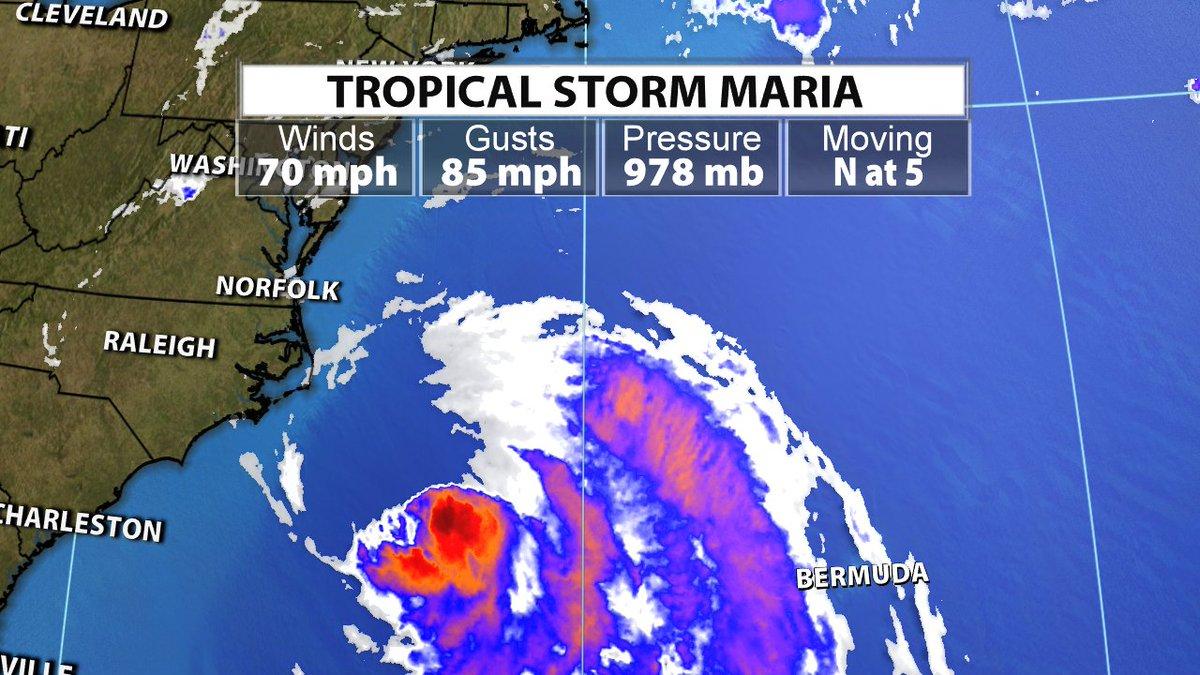 CLEVELAND
NEW YORK
TROPICAL STORM MARIA
Winds
70 mph
Gusts
85 mph
Pressure
978 mb
Moving
N at 5
TI
WASHINGTON
NORFOLK
RALEIGH
CHARLESTON
BERMUDA
VILLE